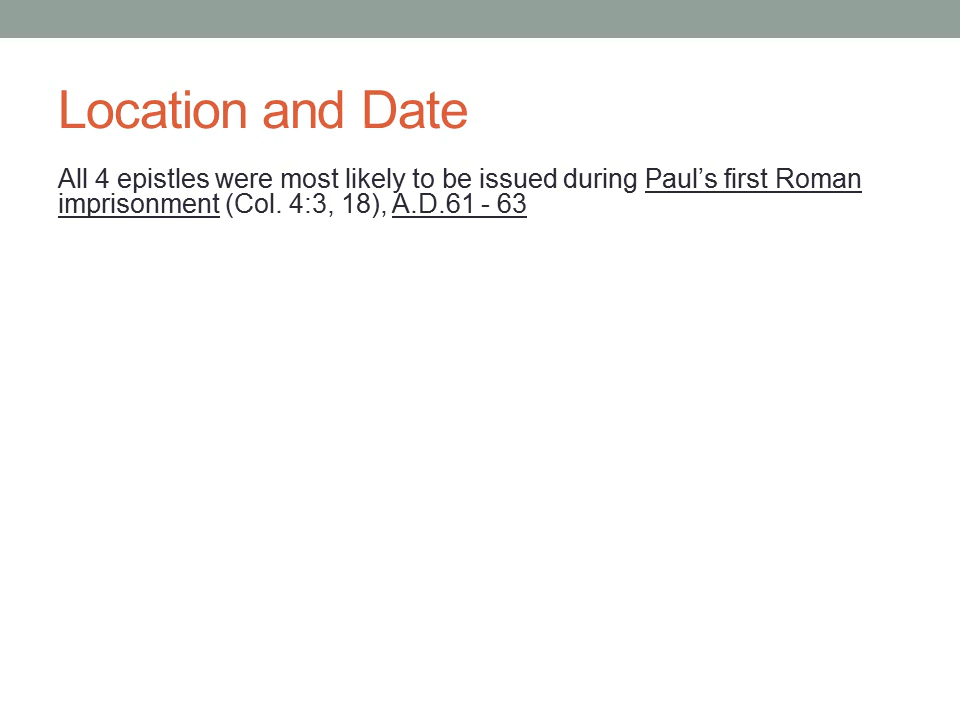 Location and Date
All 4 epistles were most likely to be issued during Paul’s first Roman
imprisonment (Col. 4:3, 18), A.D.61 - 63